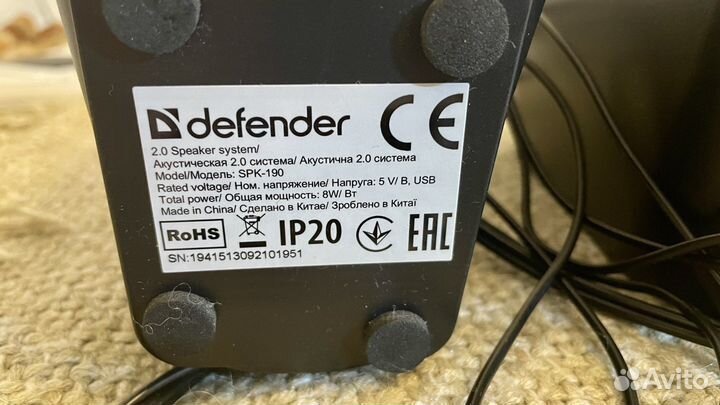 defender CE
2.0 Speaker system/
Акустическая 2.0 система/ Акустична 2.0 система
Model/Модель: SPK-190
Rated voltage/ Ном. напряжение/ Напруга: 5 V/ В, USB
Total power/ Общая мощность: 8W/ Вт
Made in China/ Сделано в Китае/ Зроблено в Китаї
RoHS IP20 EAC
SN:1941513092101951
Avito